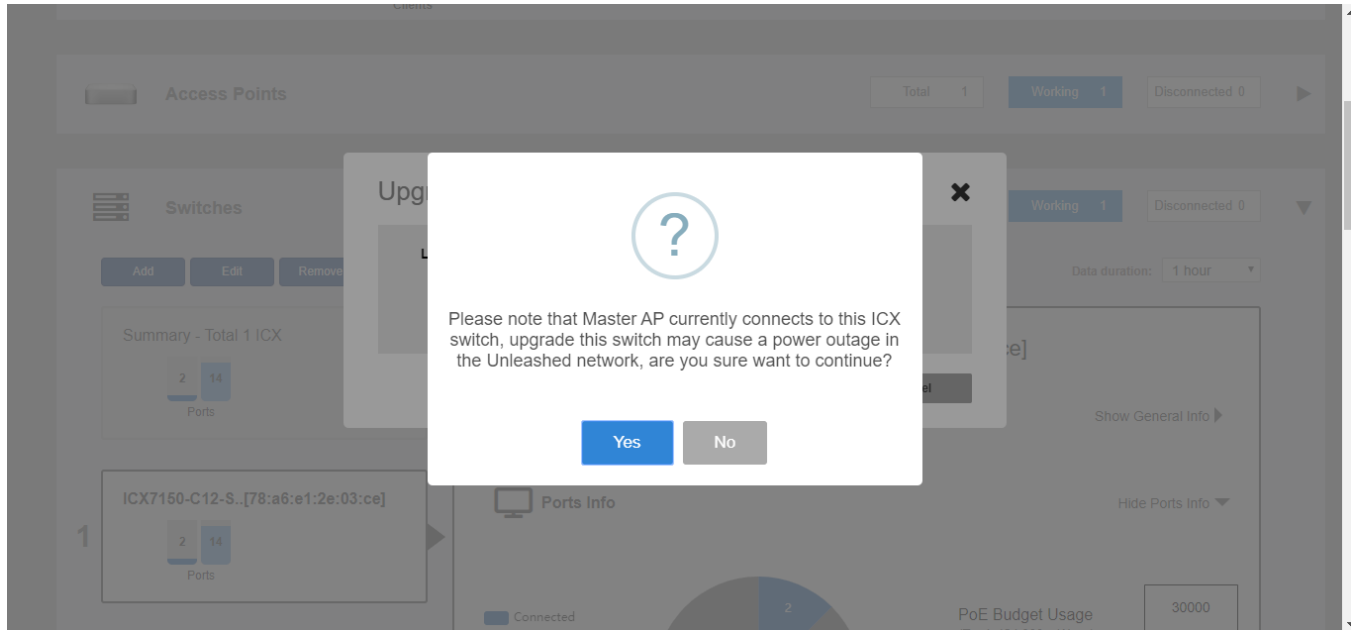 Clients
Access Points
Total 1
Working 1
Disconnected 0
Switches
Upg
Working 1
Disconnected 0
Add
Edit
Remove
Data duration:
1 hour
?
Please note that Master AP currently connects to this ICX
switch, upgrade this switch may cause a power outage in
the Unleashed network, are you sure want to continue?
Yes
No
Summary - Total 1 ICX
2
14
Ports
ce]
el
Show General Info
1
ICX7150-C12-S..[78:a6:e1:2e:03:ce]
2
14
Ports
Ports Info
Hide Ports Info
Connected
2
PoE Budget Usage
30000